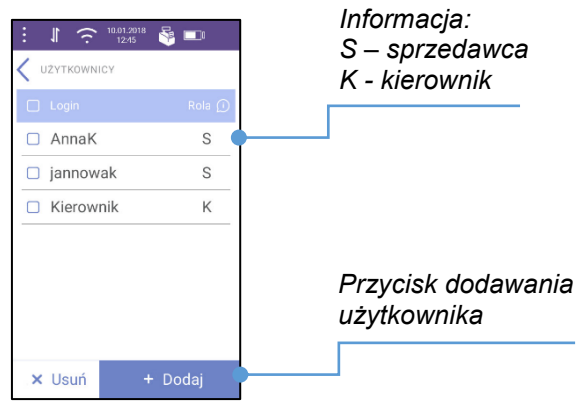 10.01.2018
12:45
UŻYTKOWNICY
Login Rola
AnnaK S
jannowak S
Kierownik K
× Usuń + Dodaj
Informacja:
S – sprzedawca
K - kierownik
Przycisk dodawania
użytkownika